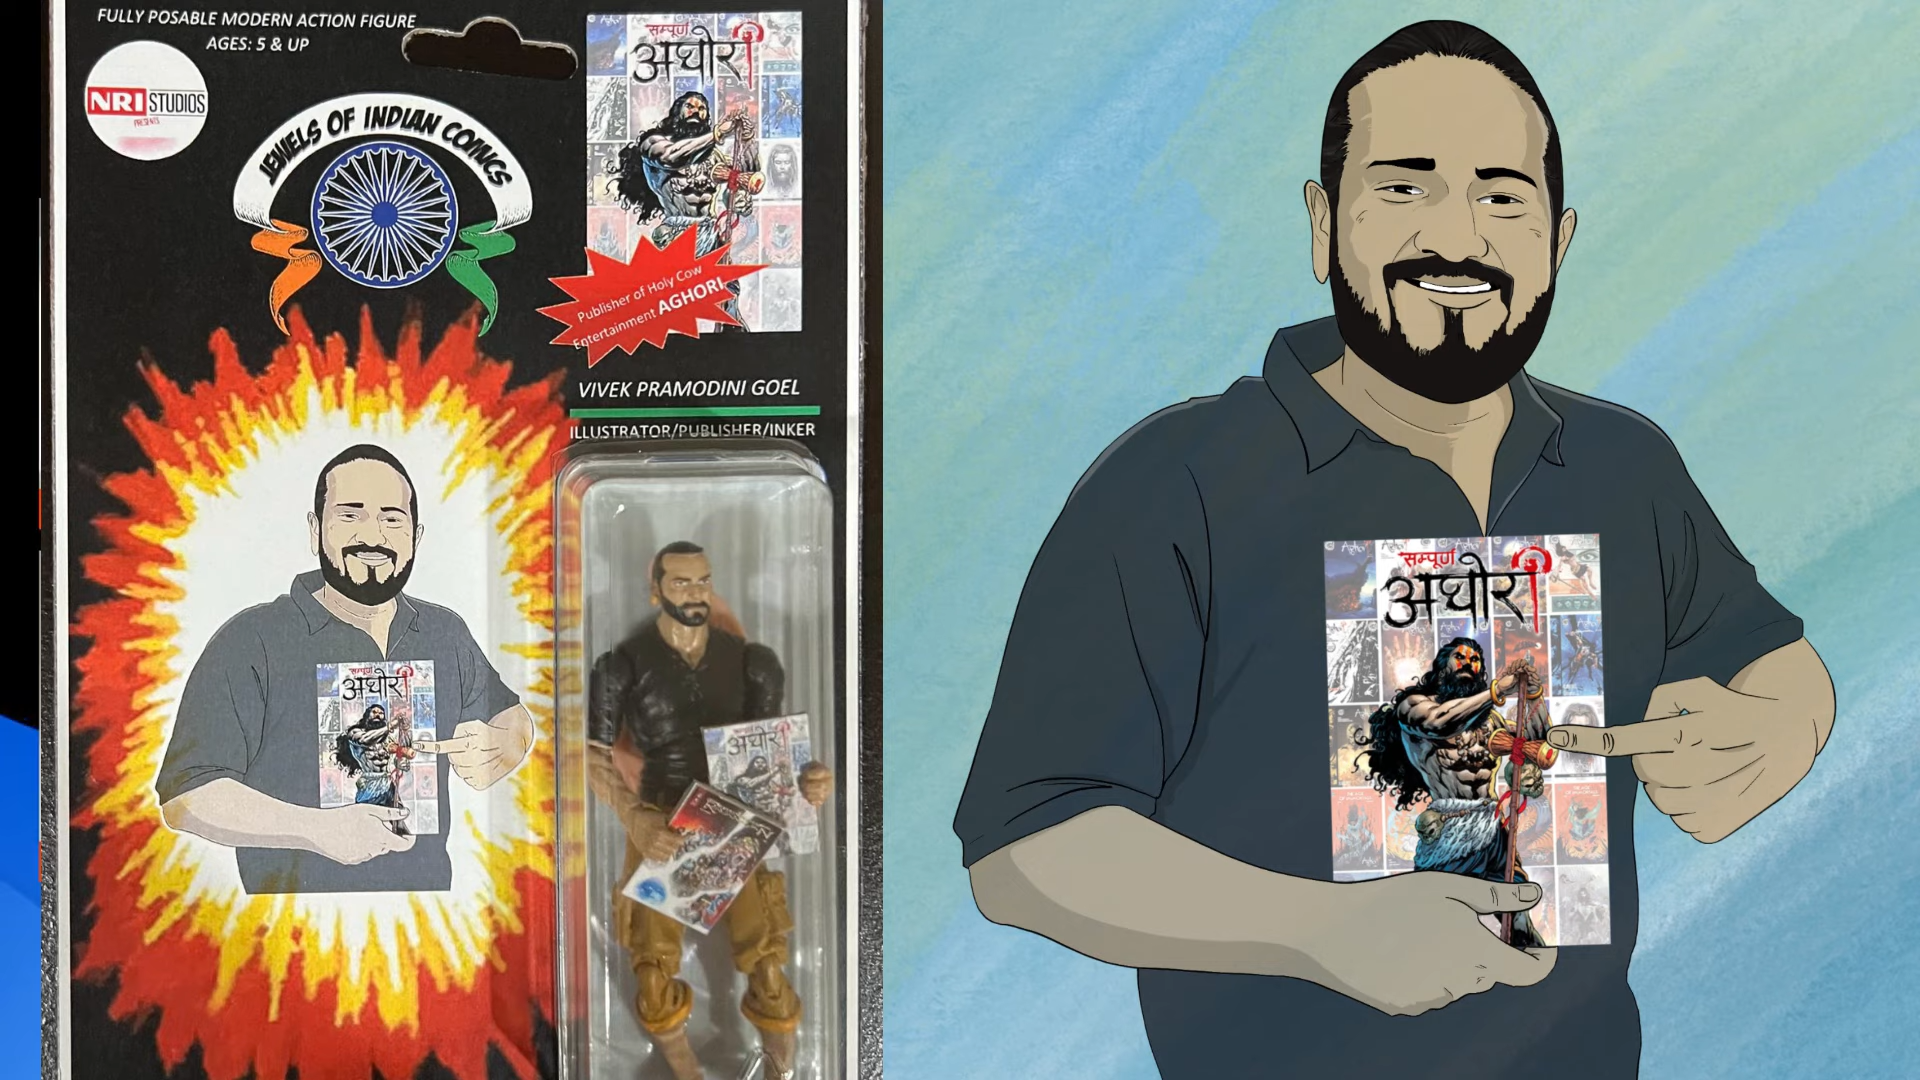 FULLY POSABLE MODERN ACTION FIGURE
AGES: 5 & UP
NRI STUDIOS
PRESENTS
JEWELS OF INDIAN COMICS
सम्पूर्ण
अघोरी
Publisher of Holy Cow
Entertainment AGHORI
VIVEK PRAMODINI GOEL
ILLUSTRATOR/PUBLISHER/INKER
सम्पूर्ण
अघोरी
अघोरी
सम्पूर्ण
अघोरी